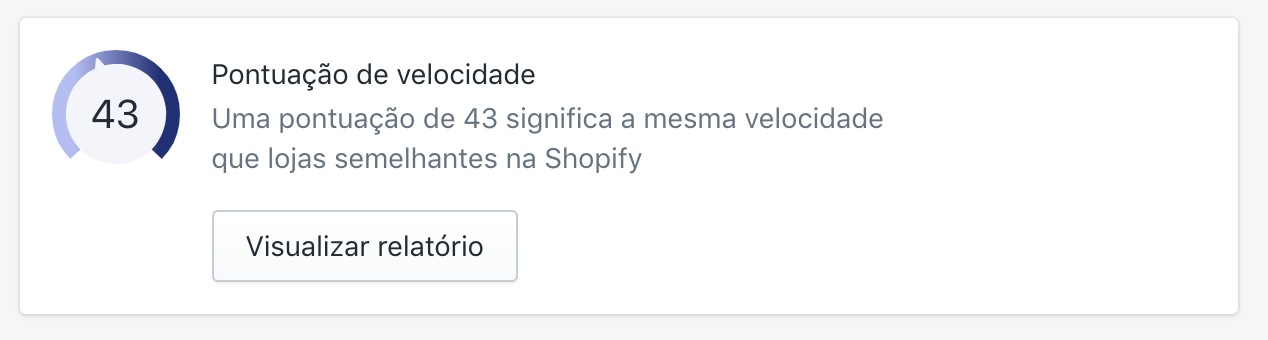 43
Pontuação de velocidade
Uma pontuação de 43 significa a mesma velocidade
que lojas semelhantes na Shopify
Visualizar relatório